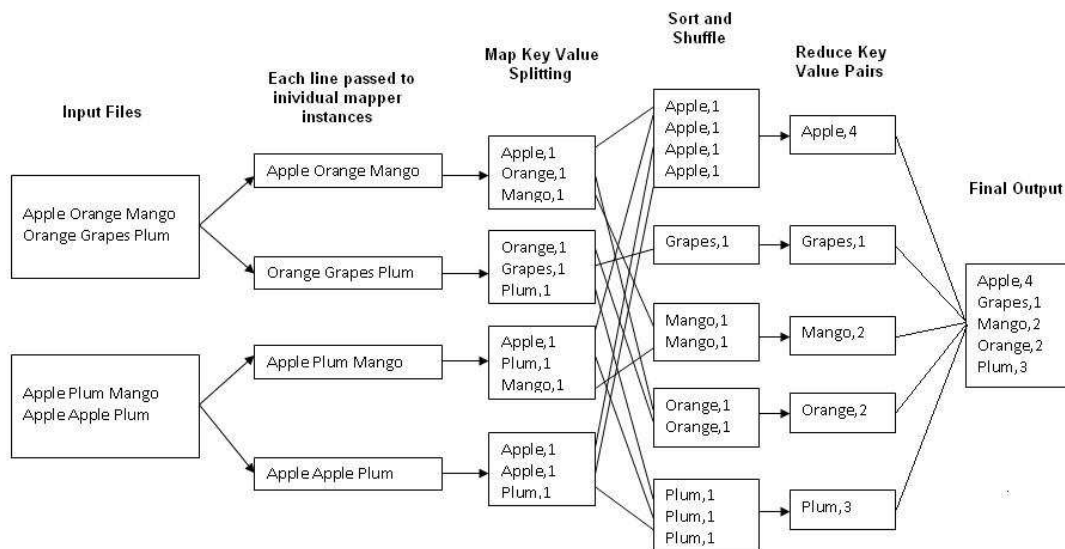 Input Files
Apple Orange Mango
Orange Grapes Plum
Apple Plum Mango
Apple Apple Plum
Each line passed to
inividual mapper
instances
Apple Orange Mango
Orange Grapes Plum
Apple Plum Mango
Apple Apple Plum
Map Key Value
Splitting
Apple,1
Orange,1
Mango,1
Orange,1
Grapes,1
Plum,1
Apple,1
Plum,1
Mango,1
Apple,1
Apple,1
Plum,1
Sort and
Shuffle
Apple,1
Apple,1
Apple,1
Apple,1
Grapes,1
Mango,1
Mango,1
Orange,1
Orange,1
Plum,1
Plum,1
Plum,1
Reduce Key
Value Pairs
Apple,4
Grapes,1
Mango,2
Orange,2
Plum,3
Final Output
Apple,4
Grapes,1
Mango,2
Orange,2
Plum,3